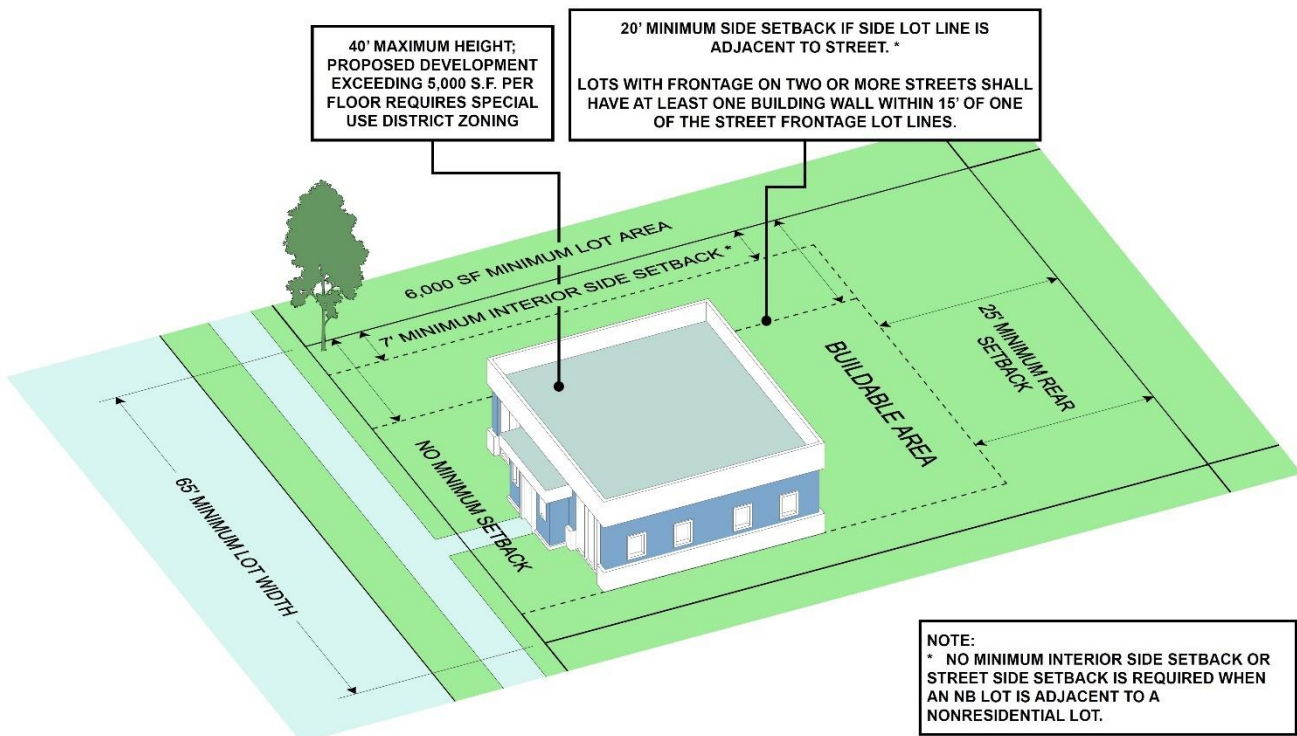 40’ MAXIMUM HEIGHT;
PROPOSED DEVELOPMENT
EXCEEDING 5,000 S.F. PER
FLOOR REQUIRES SPECIAL
USE DISTRICT ZONING
20’ MINIMUM SIDE SETBACK IF SIDE LOT LINE IS
ADJACENT TO STREET. *
LOTS WITH FRONTAGE ON TWO OR MORE STREETS SHALL
HAVE AT LEAST ONE BUILDING WALL WITHIN 15’ OF ONE
OF THE STREET FRONTAGE LOT LINES.
6,000 SF MINIMUM LOT AREA
7’ MINIMUM INTERIOR SIDE SETBACK *
BUILDABLE AREA
25’ MINIMUM REAR
SETBACK
NO MINIMUM SETBACK
65’ MINIMUM LOT WIDTH
NOTE:
* NO MINIMUM INTERIOR SIDE SETBACK OR
STREET SIDE SETBACK IS REQUIRED WHEN
AN NB LOT IS ADJACENT TO A
NONRESIDENTIAL LOT.